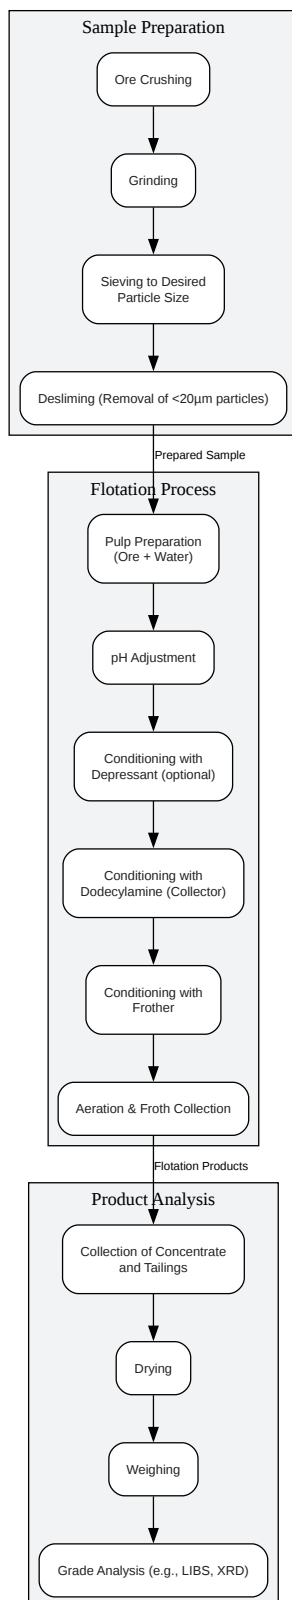 Sample Preparation
Ore Crushing
Grinding
Sieving to Desired
Particle Size
Desliming (Removal of <20µm particles)
Prepared Sample
Flotation Process
Pulp Preparation
(Ore + Water)
pH Adjustment
Conditioning with
Depressant (optional)
Conditioning with
Dodecylamine (Collector)
Conditioning with
Frother
Aeration & Froth Collection
Flotation Products
Product Analysis
Collection of Concentrate
and Tailings
Drying
Weighing
Grade Analysis (e.g., LIBS, XRD)